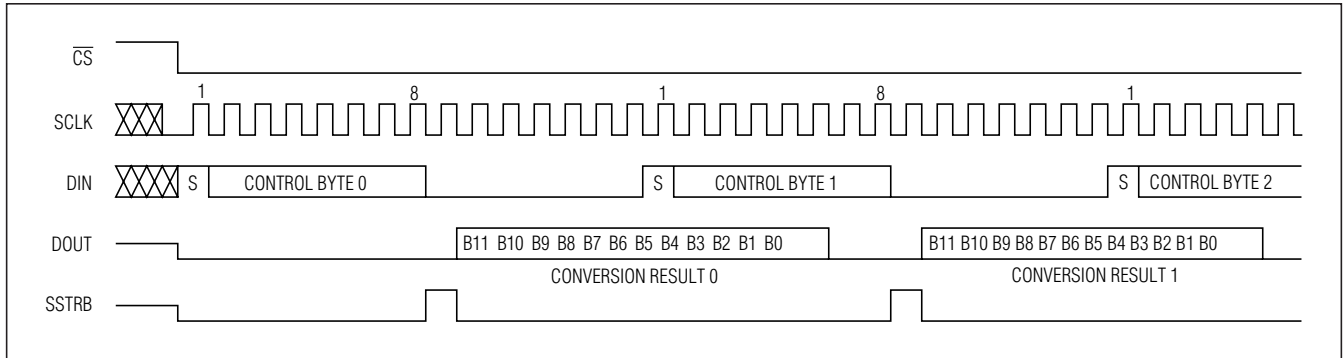 CS
1 8 1 8 1
SCLK
DIN S CONTROL BYTE 0 S CONTROL BYTE 1 S CONTROL BYTE 2
DOUT B11 B10 B9 B8 B7 B6 B5 B4 B3 B2 B1 B0 B11 B10 B9 B8 B7 B6 B5 B4 B3 B2 B1 B0
CONVERSION RESULT 0 CONVERSION RESULT 1
SSTRB